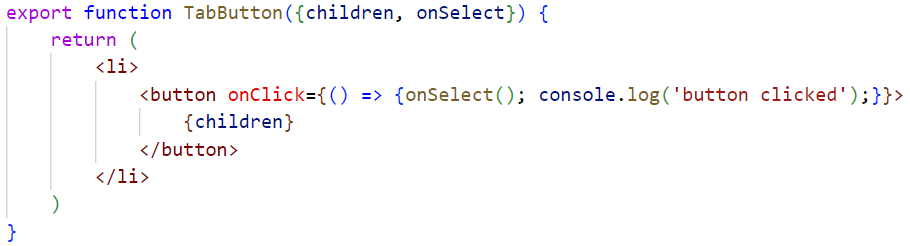 export function TabButton({children, onSelect}) {
    return (
        <li>
            <button onClick={() => {onSelect(); console.log('button clicked');}}>
                {children}
            </button>
        </li>
    )
}